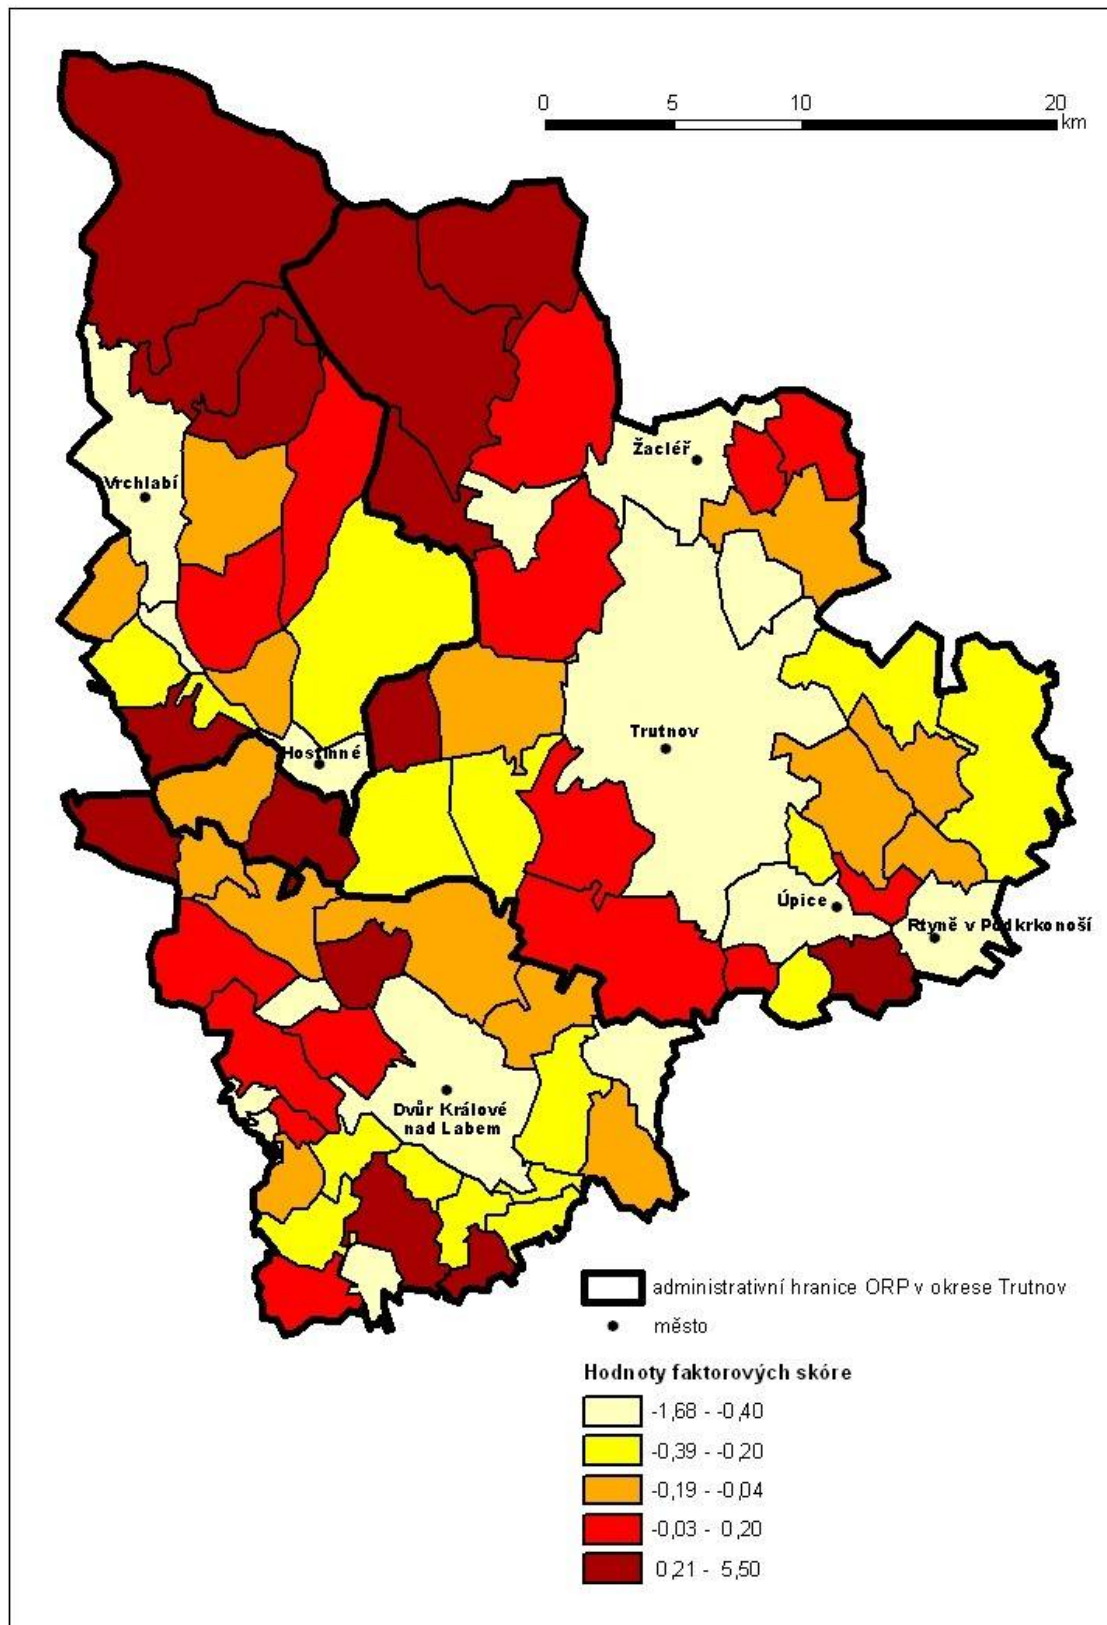 0 5 10 20
km
Žacléř
Vrchlabí
Trutnov
Hostinné
Úpice
Rtyně v Podkrkonoší
Dvůr Králové
nad Labem
administrativní hranice ORP v okrese Trutnov
město
Hodnoty faktorových skóre
-1,68 - -0,40
-0,39 - -0,20
-0,19 - -0,04
-0,03 - 0,20
0,21 - 5,50